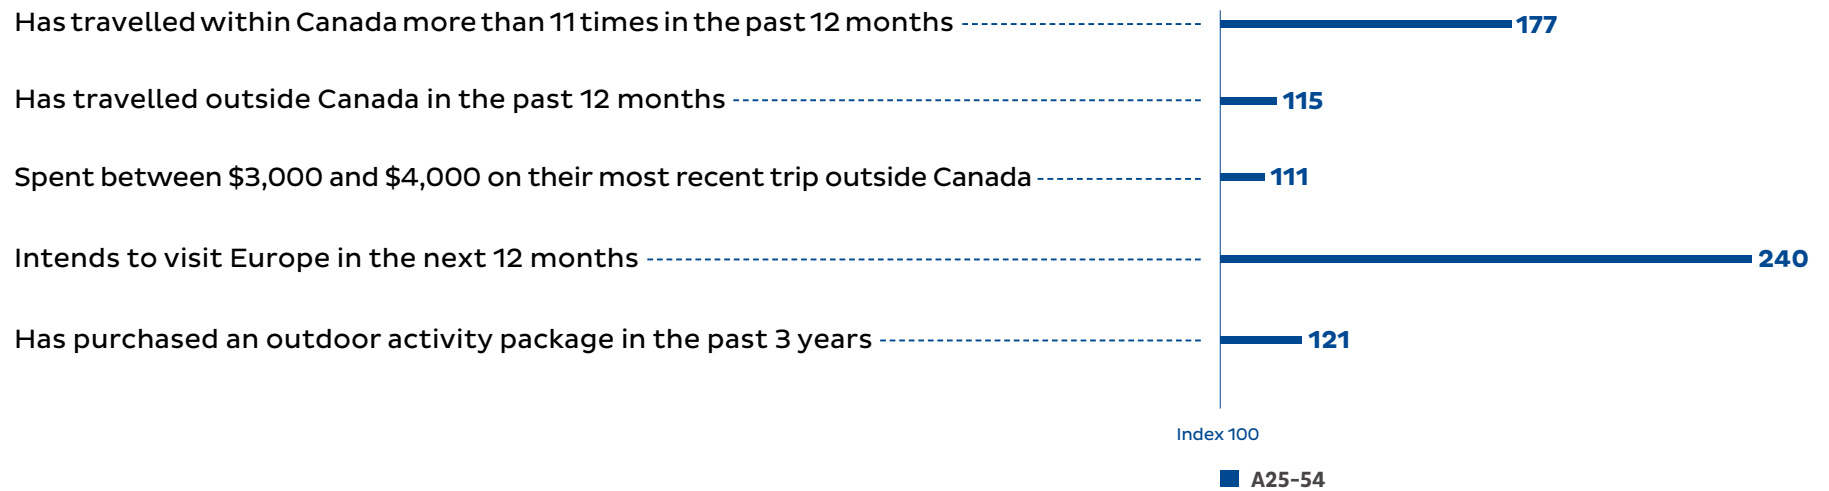 Has travelled within Canada more than 11 times in the past 12 months 177
Has travelled outside Canada in the past 12 months 115
Spent between $3,000 and $4,000 on their most recent trip outside Canada 111
Intends to visit Europe in the next 12 months 240
Has purchased an outdoor activity package in the past 3 years 121
Index 100
A25-54